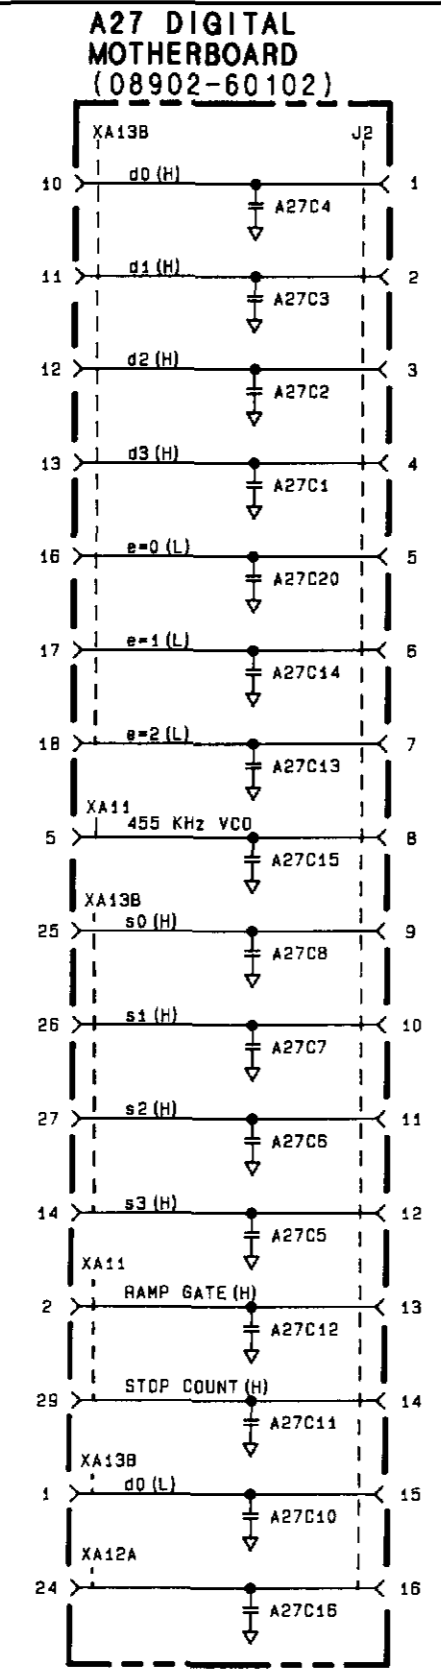 A27 DIGITAL
MOTHERBOARD
(08902-60102)
XA13B J2
10 d0(H) 1
A27C4
11 d1(H) 2
A27C3
12 d2(H) 3
A27C2
13 d3(H) 4
A27C1
16 e=0(L) 5
A27C20
17 e=1(L) 6
A27C14
18 e=2(L) 7
A27C13
XA11
5 455 KHz VCO 8
A27C15
XA13B
25 s0(H) 9
A27C8
26 s1(H) 10
A27C7
27 s2(H) 11
A27C6
14 s3(H) 12
A27C5
XA11
2 RAMP GATE(H) 13
A27C12
29 STOP COUNT(H) 14
A27C11
XA13B
1 d0(L) 15
A27C10
XA12A
24 16
A27C16